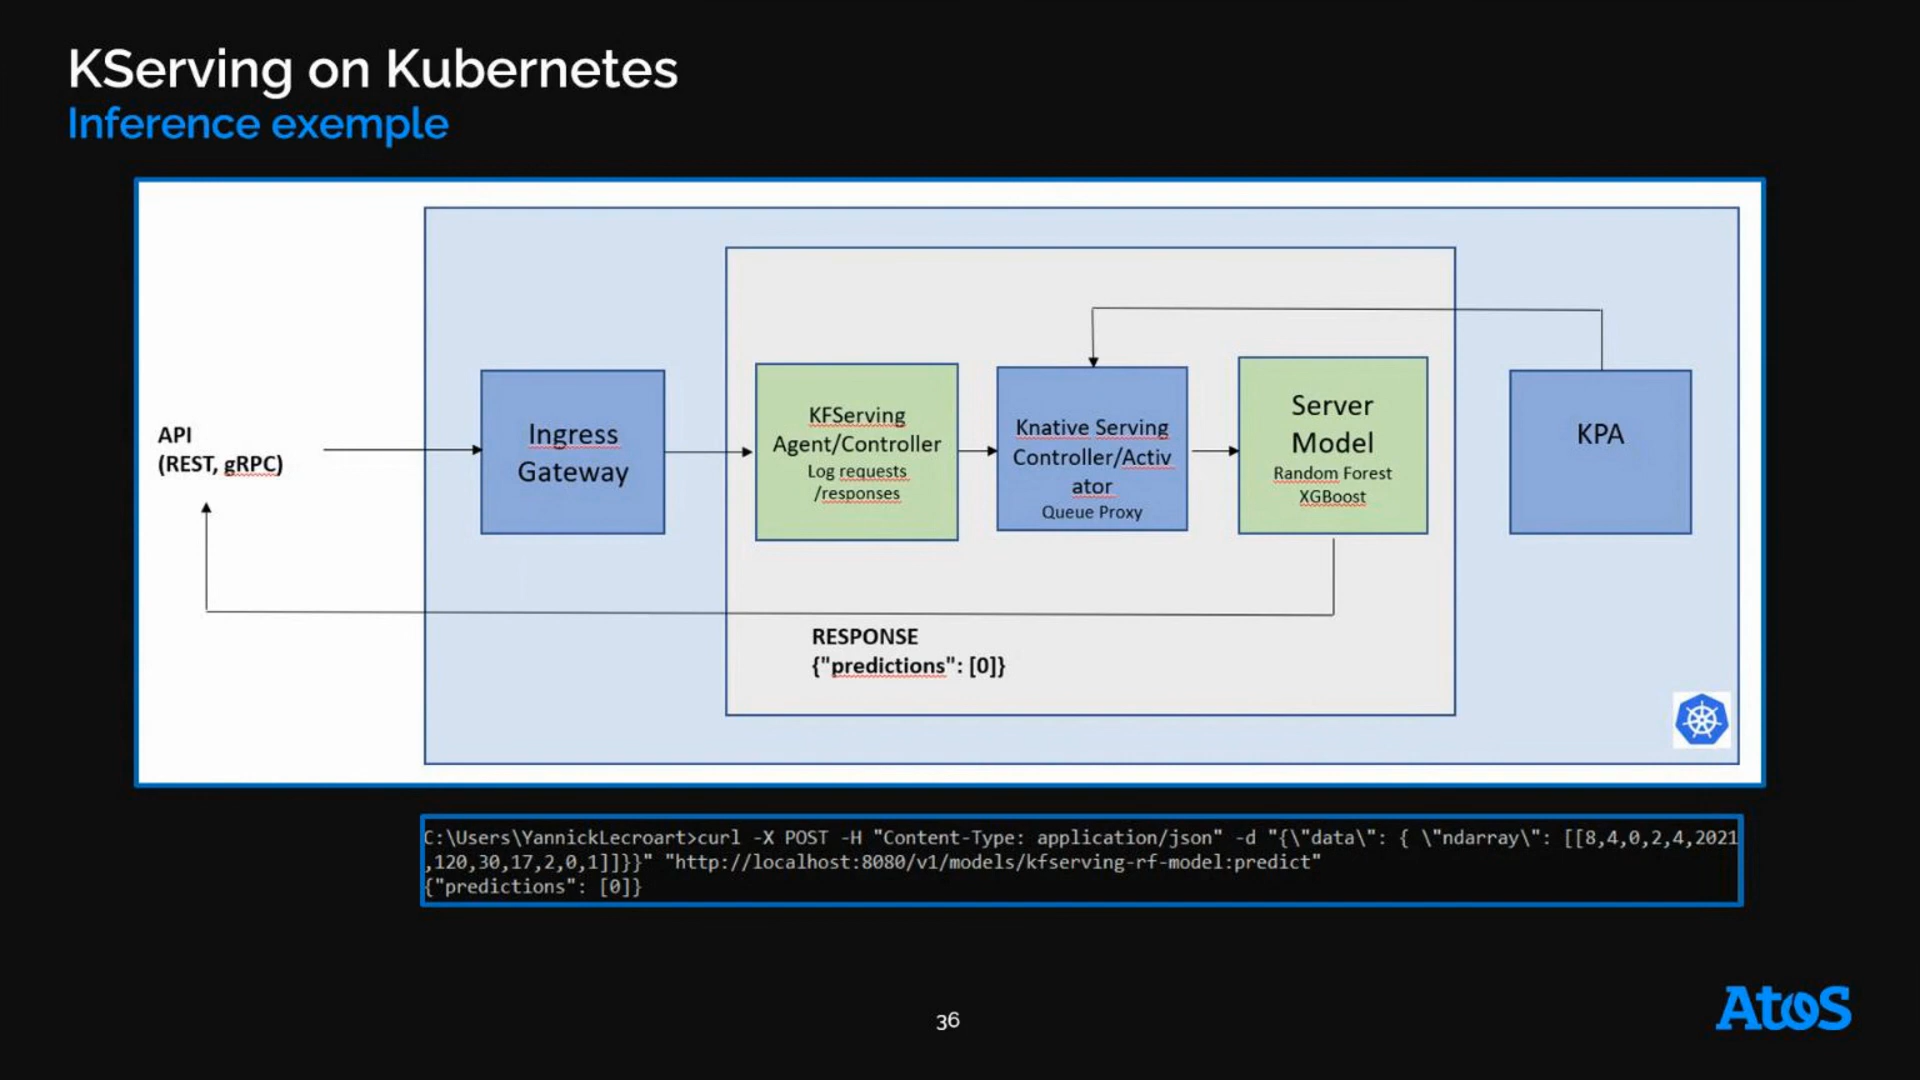 KServing on Kubernetes
Inference exemple
API
(REST, gRPC)
Ingress
Gateway
KFServing
Agent/Controller
Log requests
/responses
Knative Serving
Controller/Activ
ator
Queue Proxy
Server
Model
Random Forest
XGBoost
KPA
RESPONSE
{"predictions": [0]}
C:\Users\YannickLecroart>curl -X POST -H "Content-Type: application/json" -d "{\"data\": { \"ndarray\": [[8,4,0,2,4,2021
,120,30,17,2,0,1]]}}" "http://localhost:8080/v1/models/kfserving-rf-model:predict"
{"predictions": [0]}
36
Atos